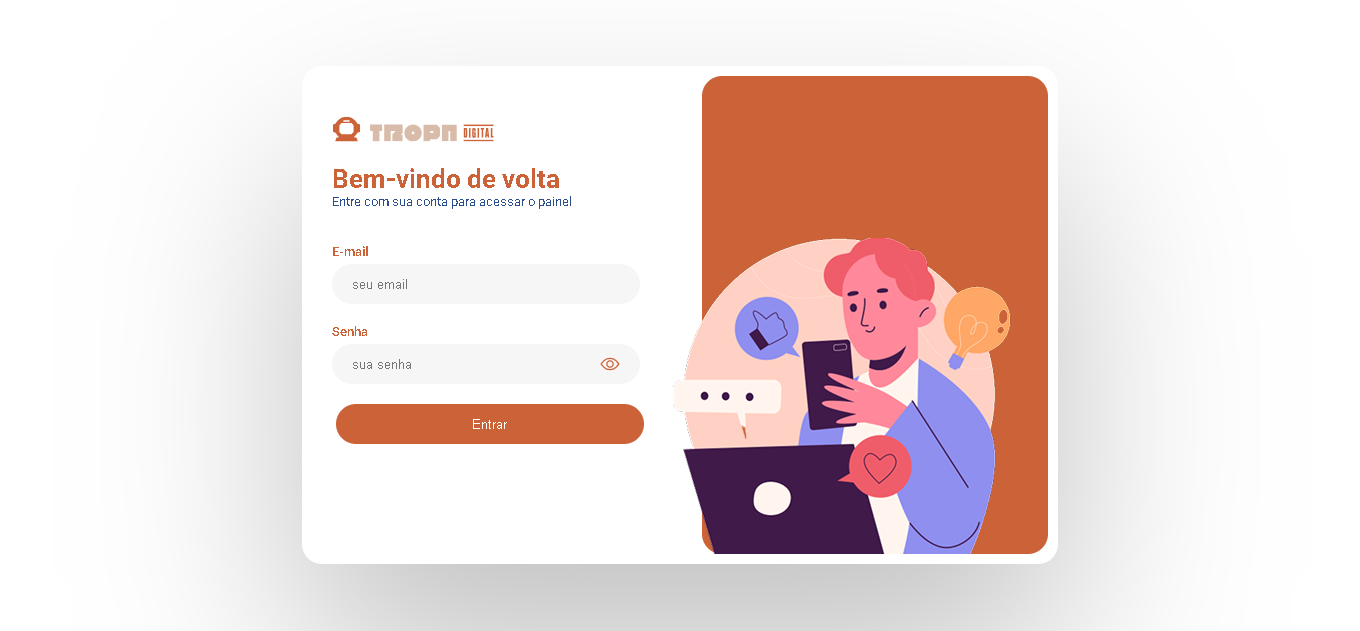 TROPA DIGITAL
Bem-vindo de volta
Entre com sua conta para acessar o painel
E-mail
seu email
Senha
sua senha
Entrar